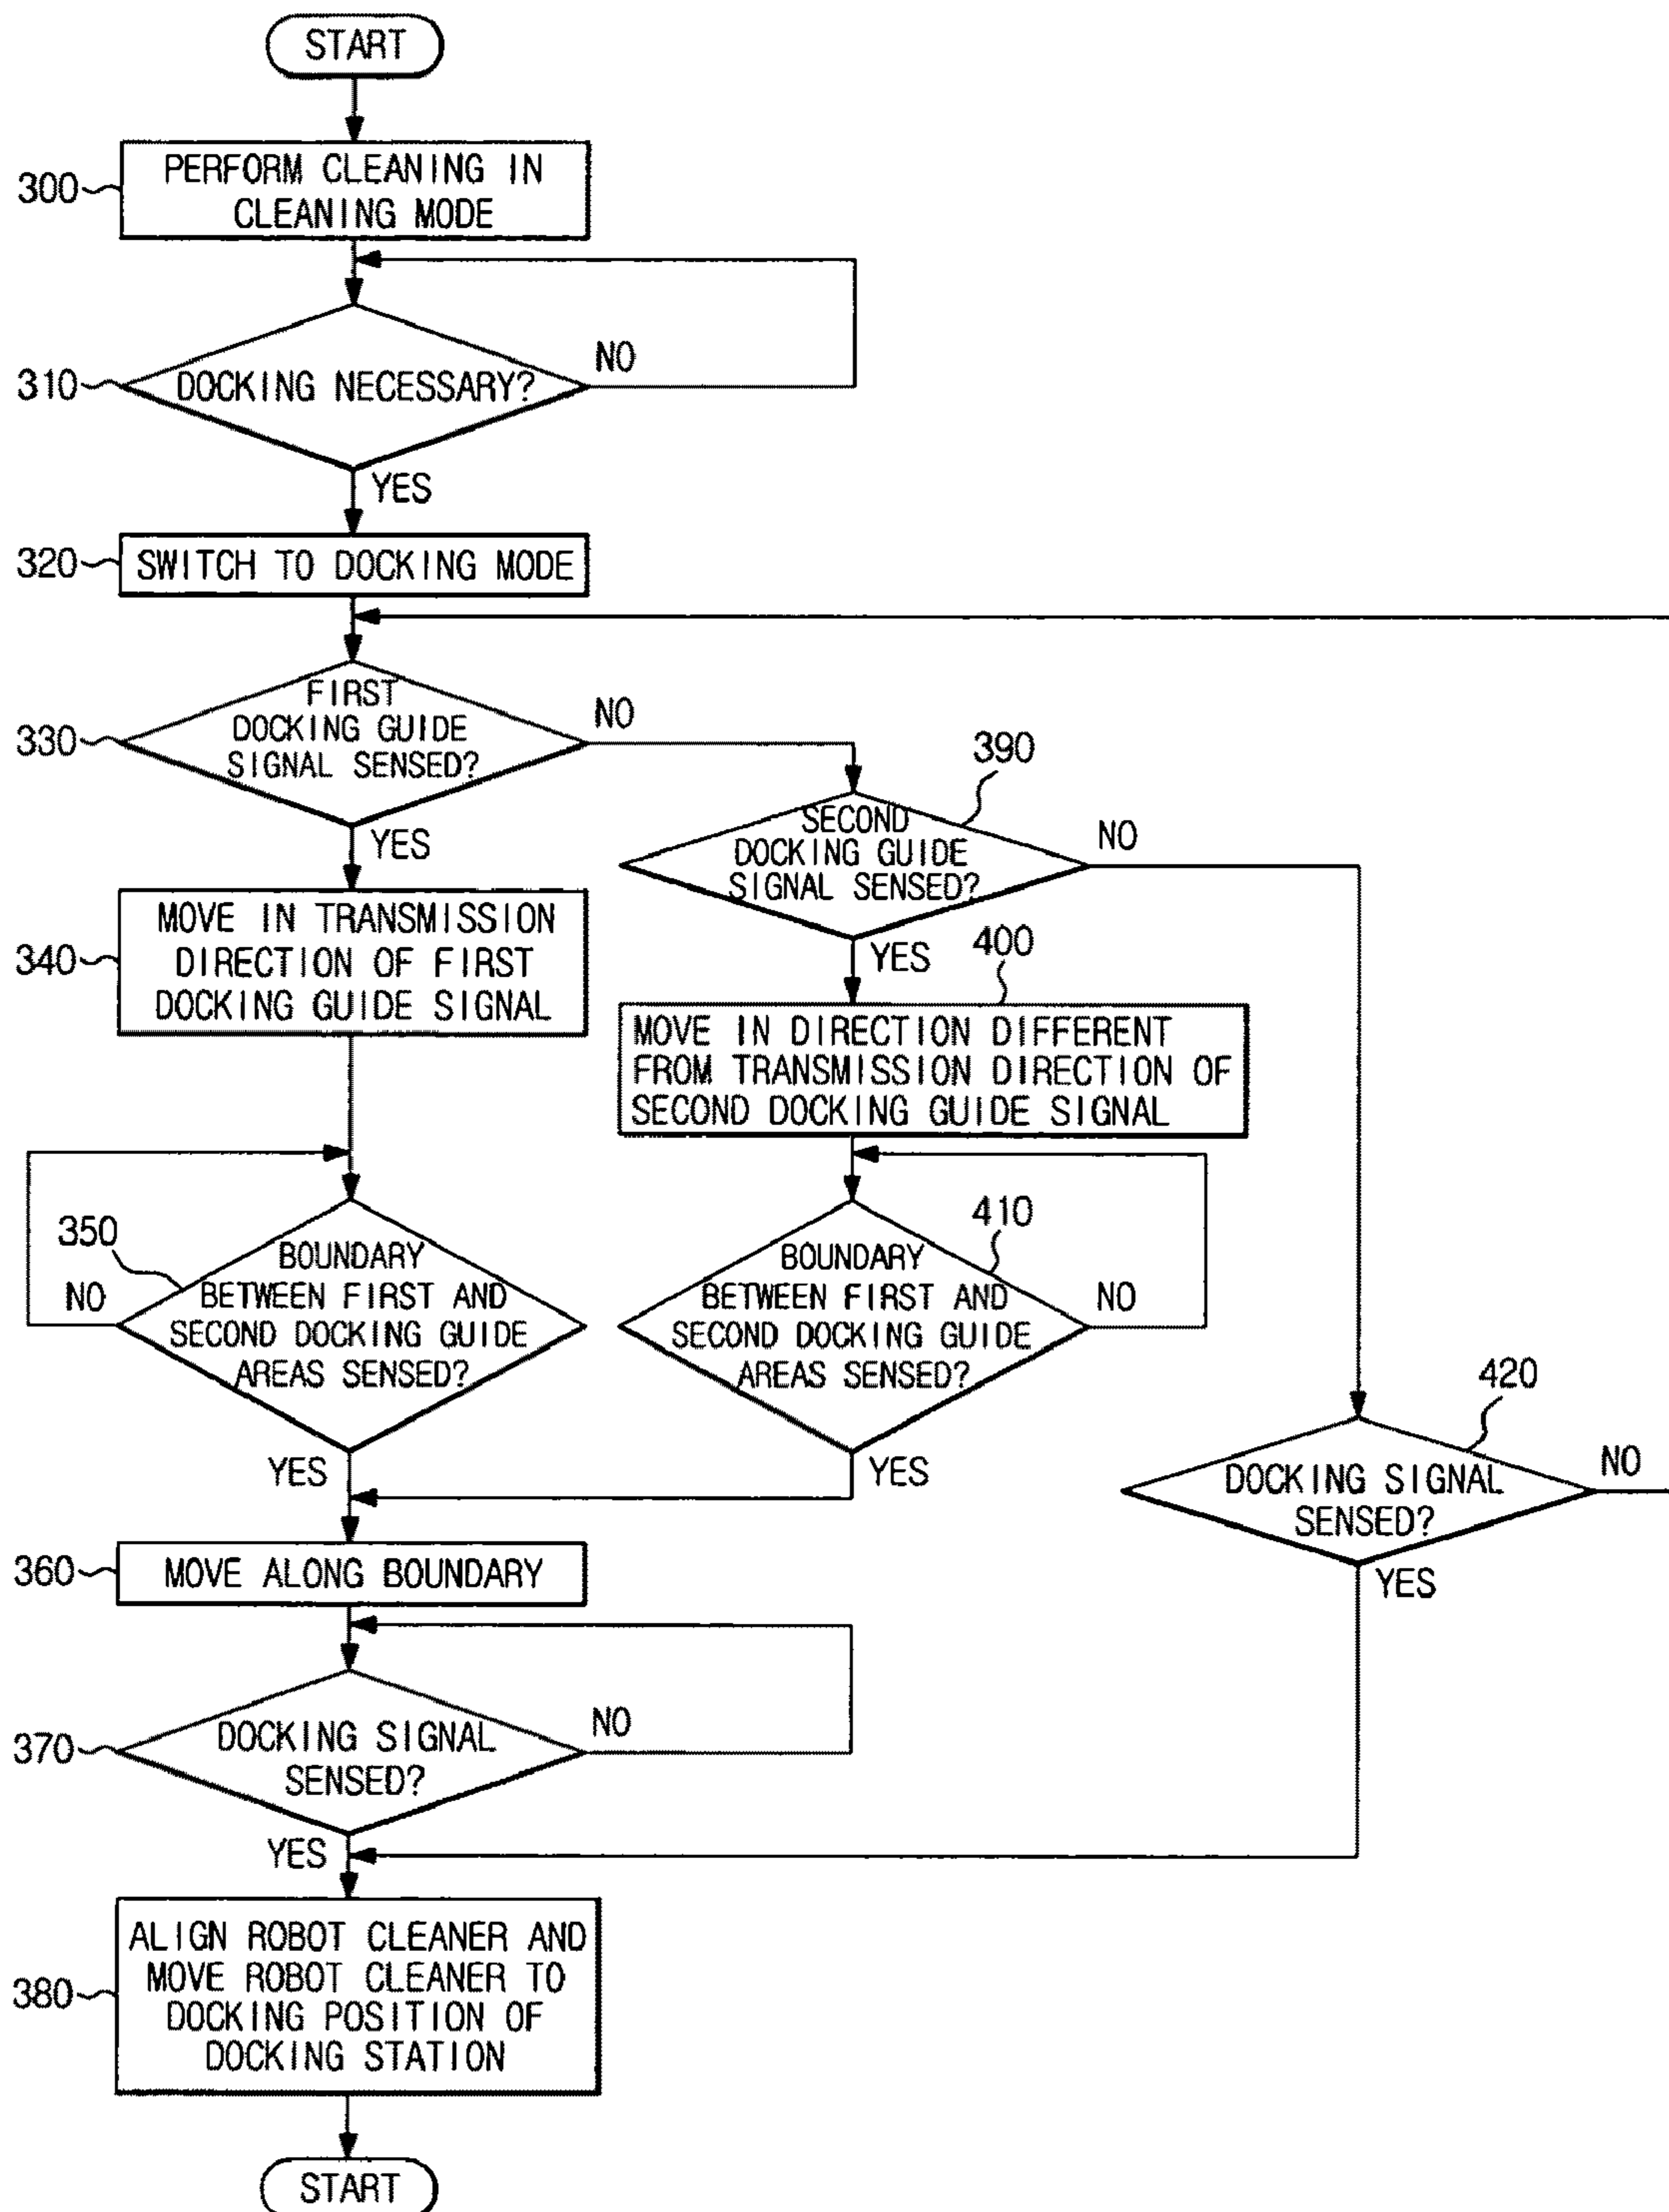 START
300
PERFORM CLEANING IN
CLEANING MODE
310
DOCKING NECESSARY?
NO
YES
320
SWITCH TO DOCKING MODE
330
FIRST
DOCKING GUIDE
SIGNAL SENSED?
NO
YES
390
SECOND
DOCKING GUIDE
SIGNAL SENSED?
NO
YES
340
MOVE IN TRANSMISSION
DIRECTION OF FIRST
DOCKING GUIDE SIGNAL
400
MOVE IN DIRECTION DIFFERENT
FROM TRANSMISSION DIRECTION OF
SECOND DOCKING GUIDE SIGNAL
350
BOUNDARY
BETWEEN FIRST AND
SECOND DOCKING GUIDE
AREAS SENSED?
NO
YES
410
BOUNDARY
BETWEEN FIRST AND
SECOND DOCKING GUIDE
AREAS SENSED?
NO
YES
420
DOCKING SIGNAL
SENSED?
NO
YES
360
MOVE ALONG BOUNDARY
370
DOCKING SIGNAL
SENSED?
NO
YES
380
ALIGN ROBOT CLEANER AND
MOVE ROBOT CLEANER TO
DOCKING POSITION OF
DOCKING STATION
START